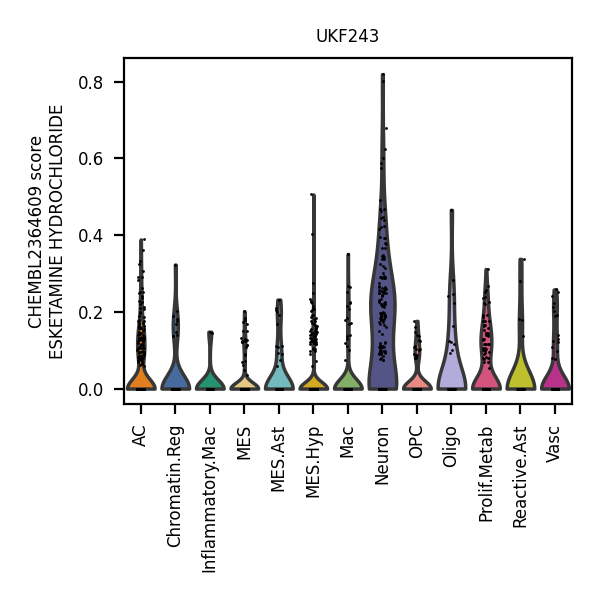 UKF243
CHEMBL2364609 score
ESKETAMINE HYDROCHLORIDE
0.8
0.6
0.4
0.2
0.0
AC
Chromatin.Reg
Inflammatory.Mac
MES
MES.Ast
MES.Hyp
Mac
Neuron
OPC
Oligo
Prolif.Metab
Reactive.Ast
Vasc